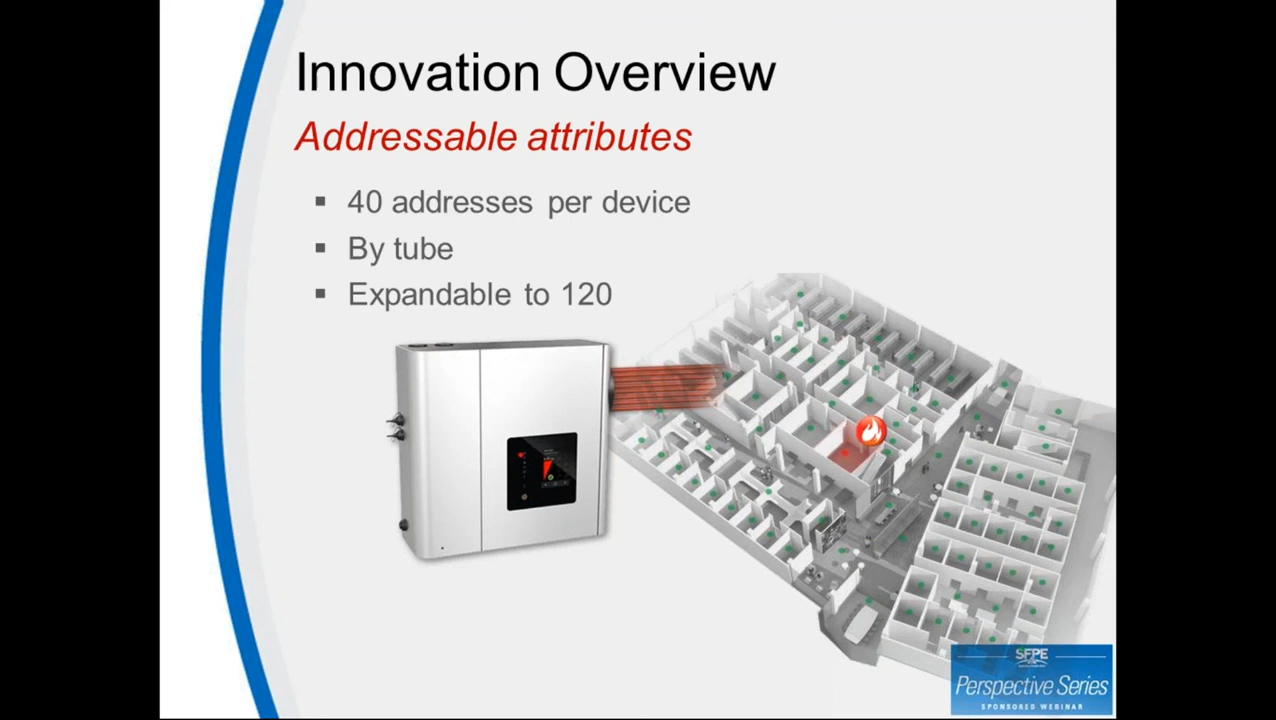 Innovation Overview
Addressable attributes
▪ 40 addresses per device
▪ By tube
▪ Expandable to 120
SFPE
Perspective Series
SPONSORED WEBINAR